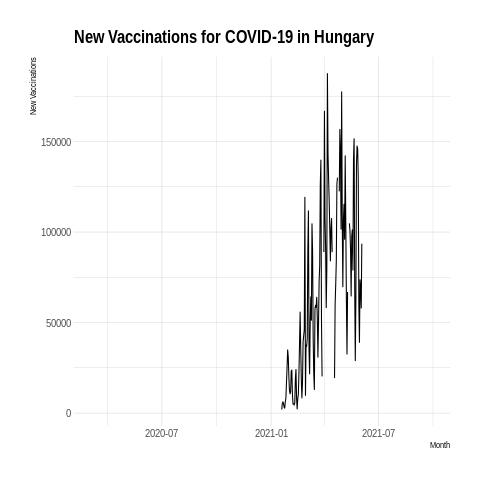 New Vaccinations for COVID-19 in Hungary
New Vaccinations
150000
100000
50000
0
2020-07 2021-01 2021-07
Month